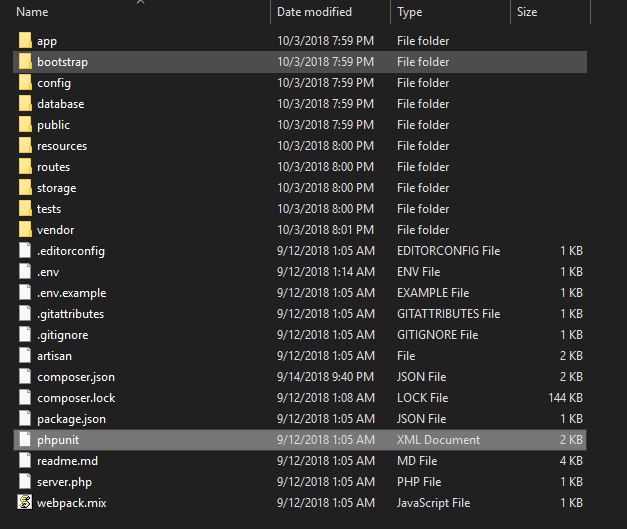 Name Date modified Type Size
app 10/3/2018 7:59 PM File folder
bootstrap 10/3/2018 7:59 PM File folder
config 10/3/2018 7:59 PM File folder
database 10/3/2018 7:59 PM File folder
public 10/3/2018 7:59 PM File folder
resources 10/3/2018 8:00 PM File folder
routes 10/3/2018 8:00 PM File folder
storage 10/3/2018 8:00 PM File folder
tests 10/3/2018 8:00 PM File folder
vendor 10/3/2018 8:01 PM File folder
.editorconfig 9/12/2018 1:05 AM EDITORCONFIG File 1 KB
.env 9/12/2018 1:14 AM ENV File 1 KB
.env.example 9/12/2018 1:05 AM EXAMPLE File 1 KB
.gitattributes 9/12/2018 1:05 AM GITATTRIBUTES File 1 KB
.gitignore 9/12/2018 1:05 AM GITIGNORE File 1 KB
artisan 9/12/2018 1:05 AM File 2 KB
composer.json 9/14/2018 9:40 PM JSON File 2 KB
composer.lock 9/12/2018 1:08 AM LOCK File 144 KB
package.json 9/12/2018 1:05 AM JSON File 1 KB
phpunit 9/12/2018 1:05 AM XML Document 2 KB
readme.md 9/12/2018 1:05 AM MD File 4 KB
server.php 9/12/2018 1:05 AM PHP File 1 KB
webpack.mix 9/12/2018 1:05 AM JavaScript File 1 KB